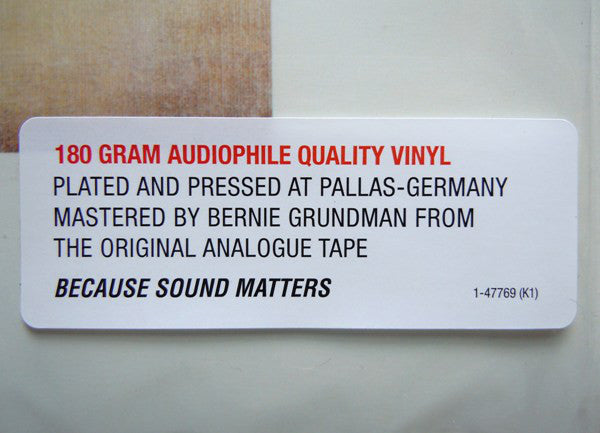 180 GRAM AUDIOPHILE QUALITY VINYL
PLATED AND PRESSED AT PALLAS-GERMANY
MASTERED BY BERNIE GRUNDMAN FROM
THE ORIGINAL ANALOGUE TAPE
BECAUSE SOUND MATTERS
1-47769 (K1)